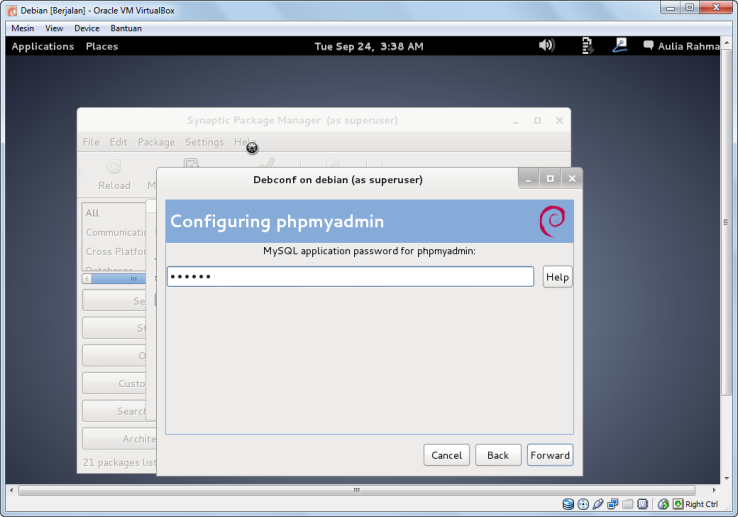 Debian [Berjalan] - Oracle VM VirtualBox
Mesin View Device Bantuan
Applications Places Tue Sep 24, 3:38 AM Aulia Rahma
Synaptic Package Manager (as superuser)
File Edit Package Settings Help
Reload
Debconf on debian (as superuser)
Configuring phpmyadmin
MySQL application password for phpmyadmin:
Help
All
Communicati
Cross Platfo
Databases
Se
St
O
Custo
Search
Archite
Cancel Back Forward
21 packages list
Right Ctrl